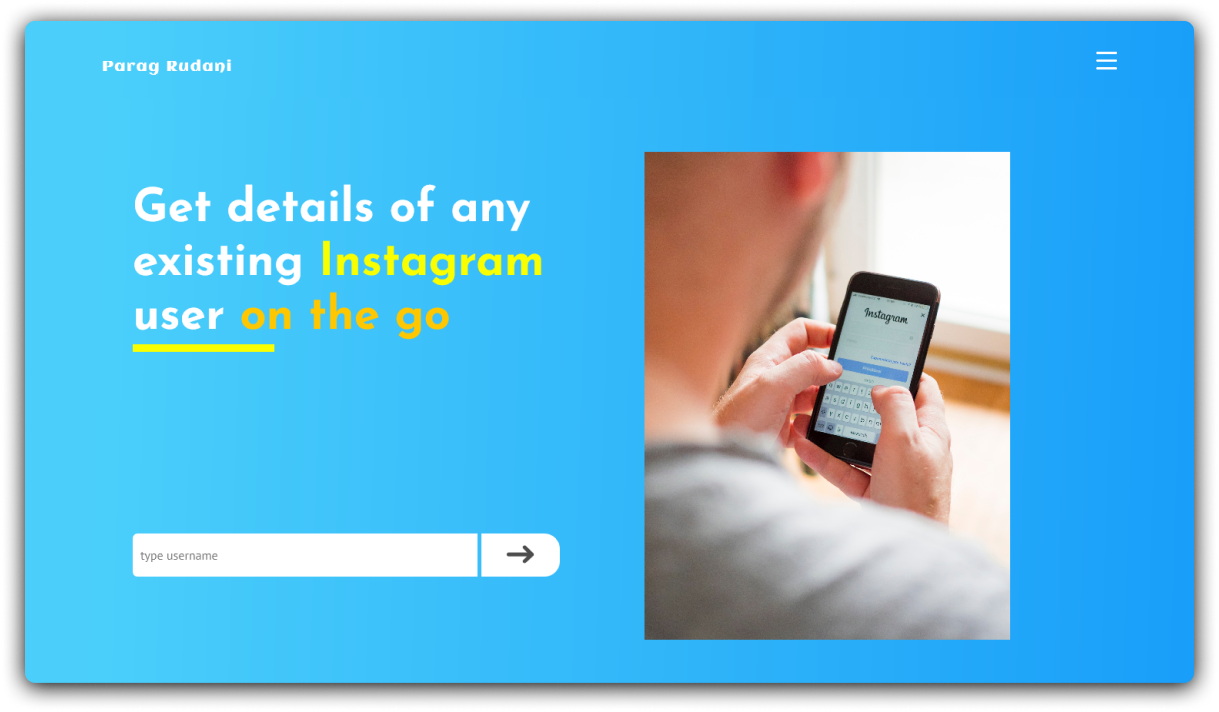 Parag Rudani
Get details of any
existing Instagram
user on the go
type username
Instagram